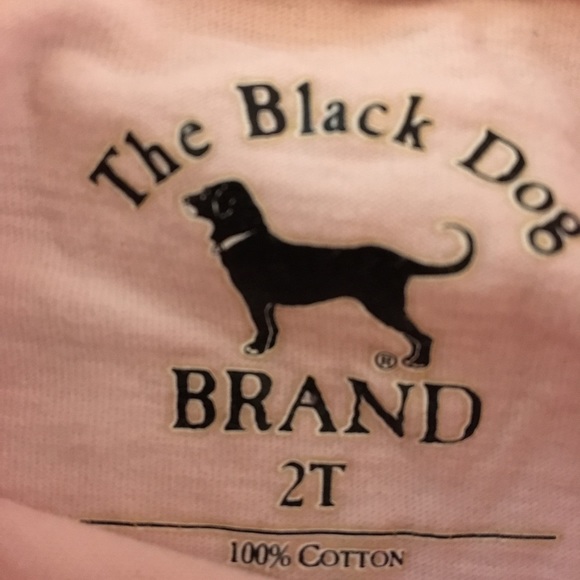 The Black Dog
®
BRAND
2T
100% COTTON